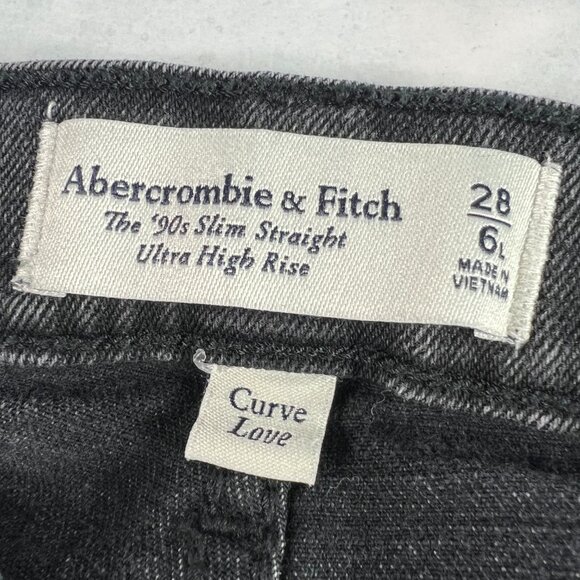 Abercrombie & Fitch
The '90s Slim Straight
Ultra High Rise
28
6L
MADE IN
VIETNAM
Curve
Love